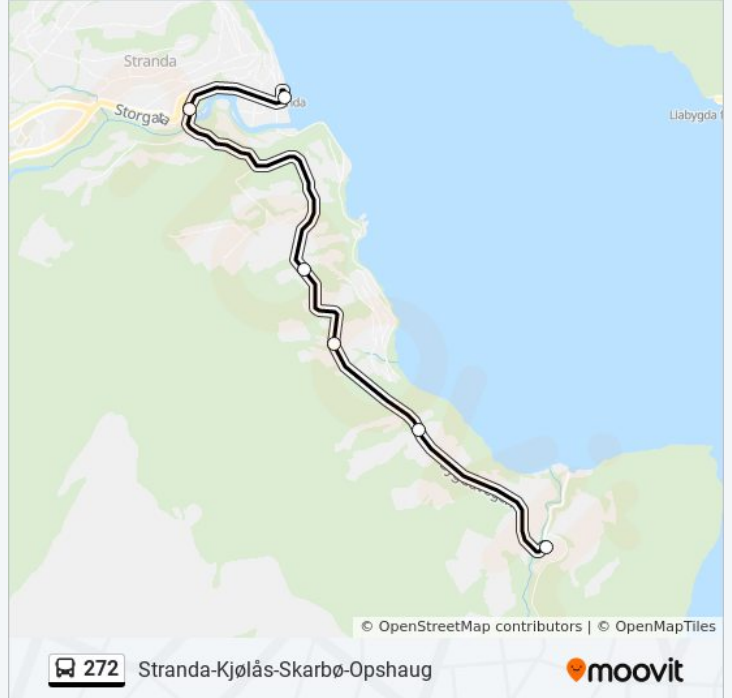 Stranda
Storgata
Liabygda f
© OpenStreetMap contributors | © OpenMapTiles
272 Stranda-Kjølås-Skarbø-Opshaug
moovit